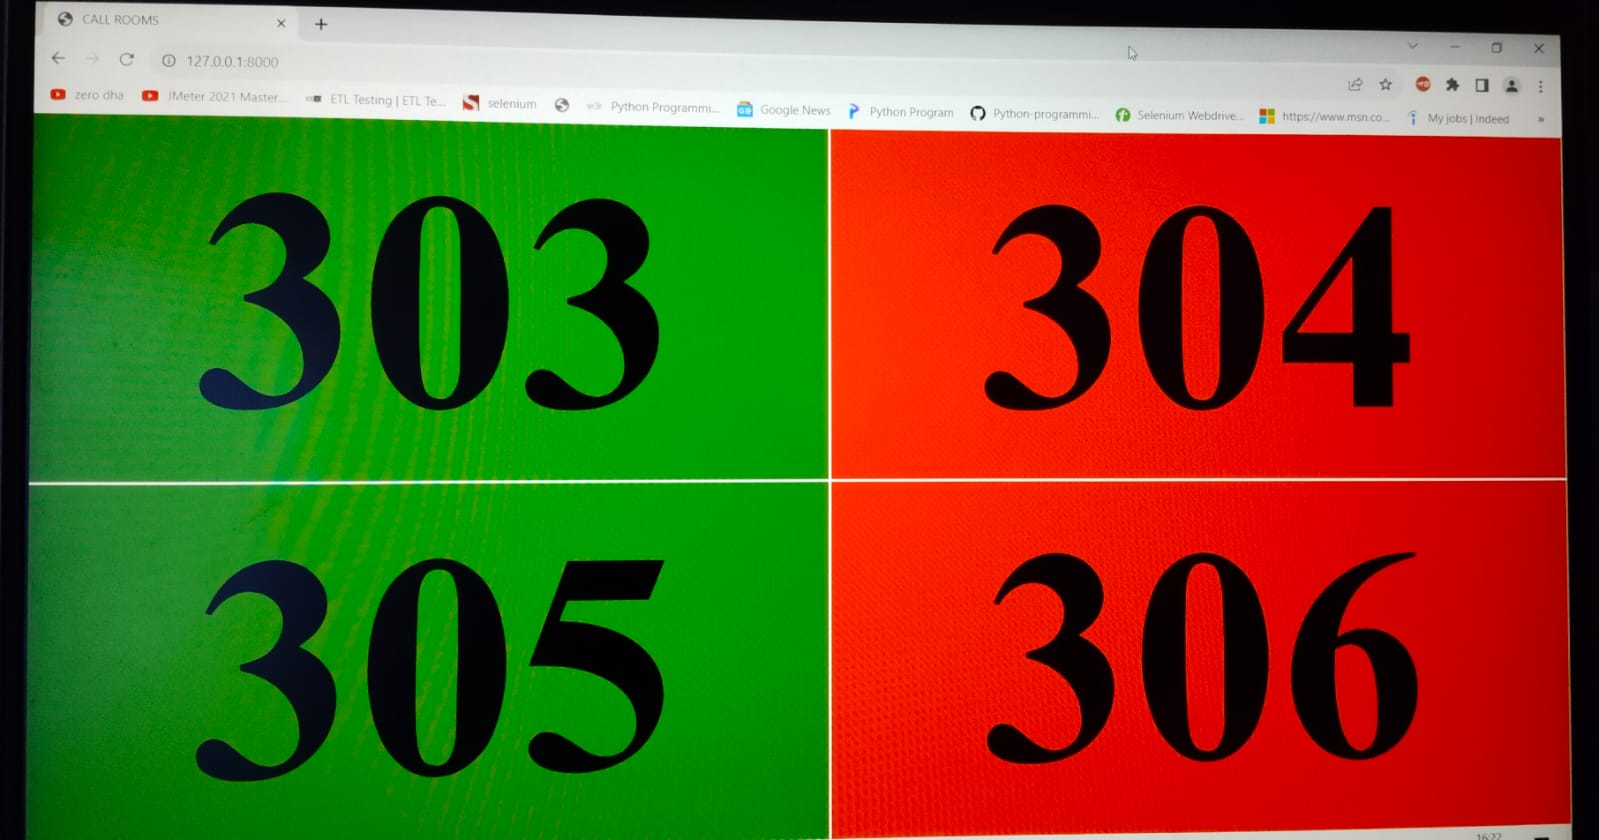 CALL ROOMS
127.0.0.1:8000
zero dha JMeter 2021 Master... ETL Testing | ETL Te... selenium w3r Python Programmi... Google News Python Program Python-programmi... Selenium Webdrive... https://www.msn.co... My jobs | Indeed »
303 304
305 306
16:22